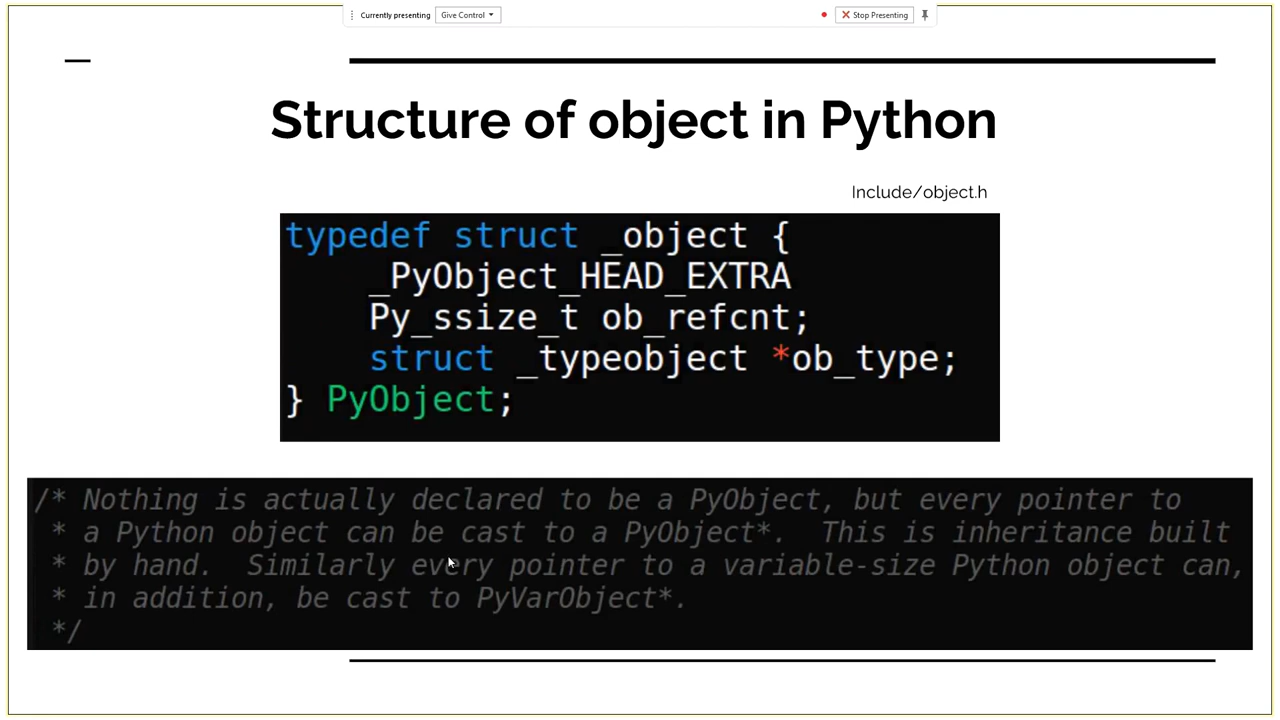 Currently presenting Give Control Stop Presenting
Structure of object in Python
Include/object.h
typedef struct _object {
    _PyObject_HEAD_EXTRA
    Py_ssize_t ob_refcnt;
    struct _typeobject *ob_type;
} PyObject;
/* Nothing is actually declared to be a PyObject, but every pointer to
 * a Python object can be cast to a PyObject*.  This is inheritance built
 * by hand.  Similarly every pointer to a variable-size Python object can,
 * in addition, be cast to PyVarObject*.
 */